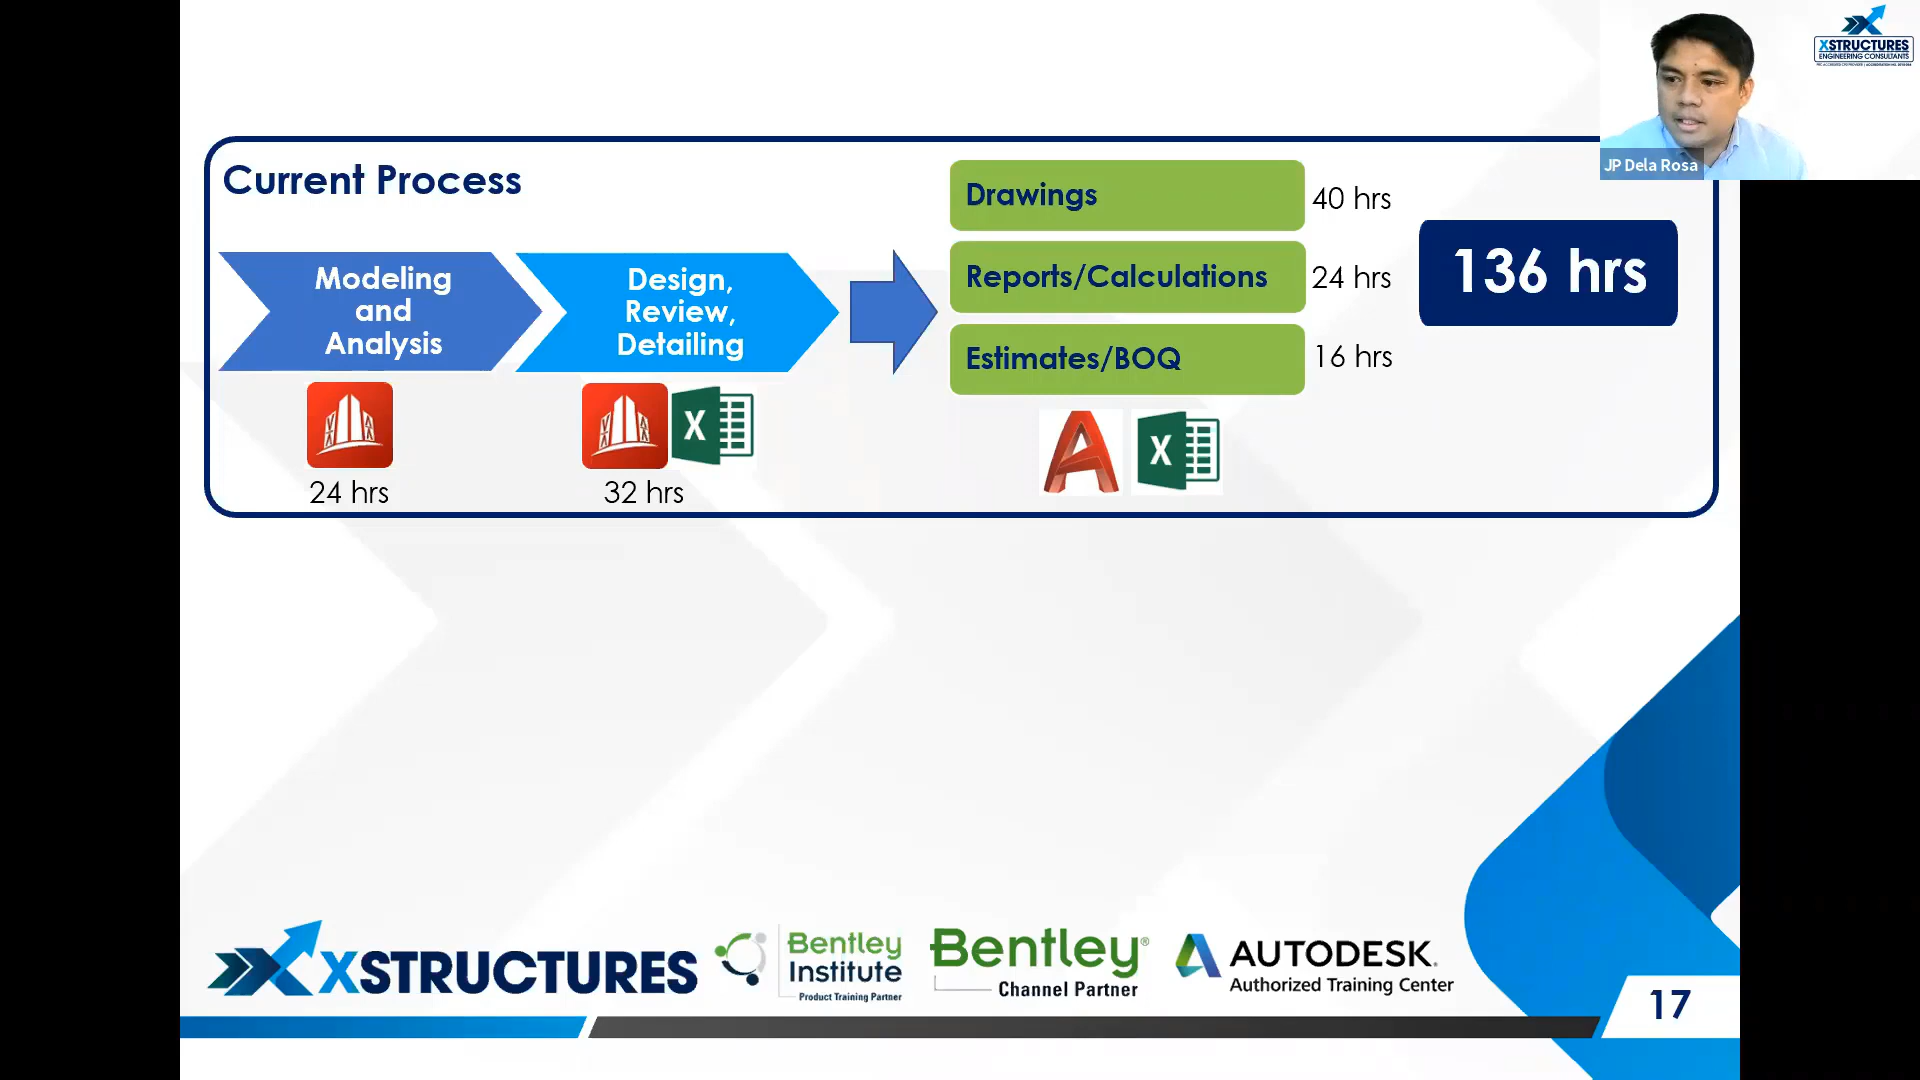 XSTRUCTURES
ENGINEERING CONSULTANTS
JP Dela Rosa
Current Process
Modeling
and
Analysis
24 hrs
Design,
Review,
Detailing
X
32 hrs
Drawings
40 hrs
Reports/Calculations
24 hrs
Estimates/BOQ
16 hrs
X
136 hrs
XSTRUCTURES
Bentley
Institute
Product Training Partner
Bentley®
Channel Partner
AUTODESK.
Authorized Training Center
17